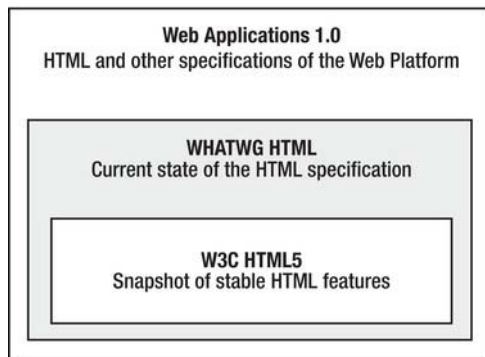 Web Applications 1.0
HTML and other specifications of the Web Platform
WHATWG HTML
Current state of the HTML specification
W3C HTML5
Snapshot of stable HTML features